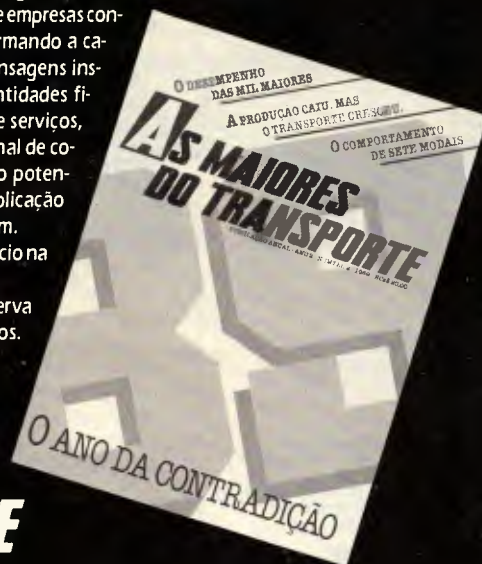 e empresas con-
rmando a ca-
nsagens ins-
ntidades fi-
e serviços,
nal de co-
o poten-
blicação
m.
cio na
erva
os.
E
O DESEMPENHO
DAS MIL MAIORES
A PRODUÇÃO CAIU. MAS
O TRANSPORTE CRESCEU.
O COMPORTAMENTO
DE SETE MODAIS
AS MAIORES
DO TRANSPORTE
O ANO DA CONTRADIÇÃO